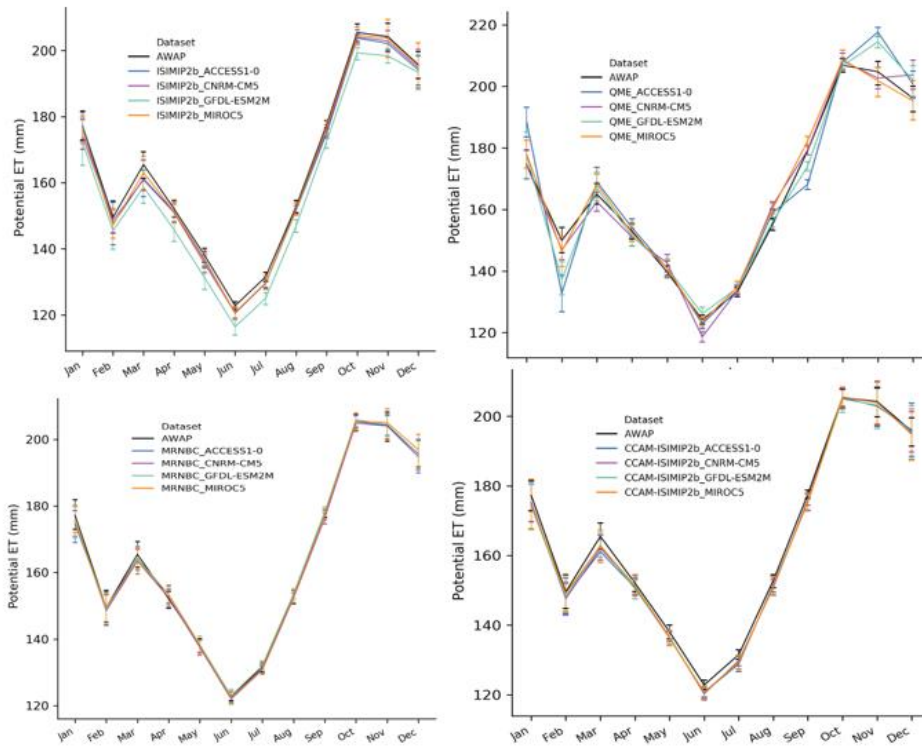 Potential ET (mm)
200
180
160
140
120
Dataset
AWAP
ISIMIP2b_ACCESS1-0
ISIMIP2b_CNRM-CM5
ISIMIP2b_GFDL-ESM2M
ISIMIP2b_MIROC5
Jan Feb Mar Apr May Jun Jul Aug Sep Oct Nov Dec
Potential ET (mm)
220
200
180
160
140
120
Dataset
AWAP
QME_ACCESS1-0
QME_CNRM-CM5
QME_GFDL-ESM2M
QME_MIROC5
Jan Feb Mar Apr May Jun Jul Aug Sep Oct Nov Dec
Potential ET (mm)
200
180
160
140
120
Dataset
AWAP
MRNBC_ACCESS1-0
MRNBC_CNRM-CM5
MRNBC_GFDL-ESM2M
MRNBC_MIROC5
Jan Feb Mar Apr May Jun Jul Aug Sep Oct Nov Dec
Potential ET (mm)
200
180
160
140
120
Dataset
AWAP
CCAM-ISIMIP2b_ACCESS1-0
CCAM-ISIMIP2b_CNRM-CM5
CCAM-ISIMIP2b_GFDL-ESM2M
CCAM-ISIMIP2b_MIROC5
Jan Feb Mar Apr May Jun Jul Aug Sep Oct Nov Dec